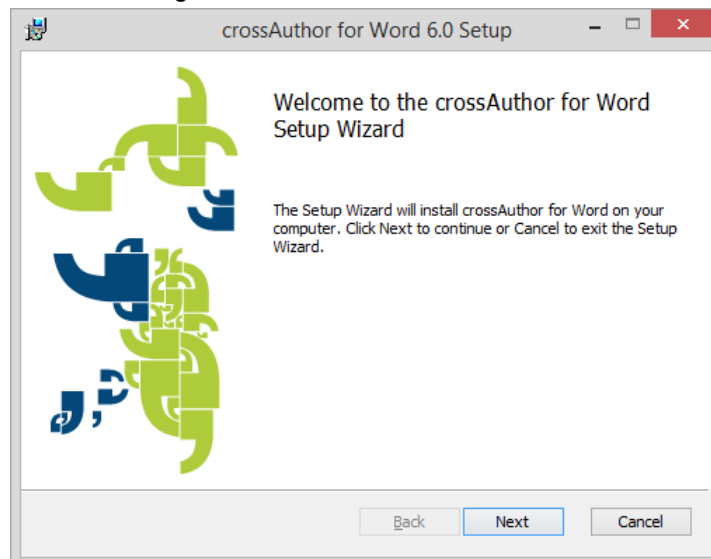 crossAuthor for Word 6.0 Setup
Welcome to the crossAuthor for Word
Setup Wizard
The Setup Wizard will install crossAuthor for Word on your
computer. Click Next to continue or Cancel to exit the Setup
Wizard.
Back Next Cancel